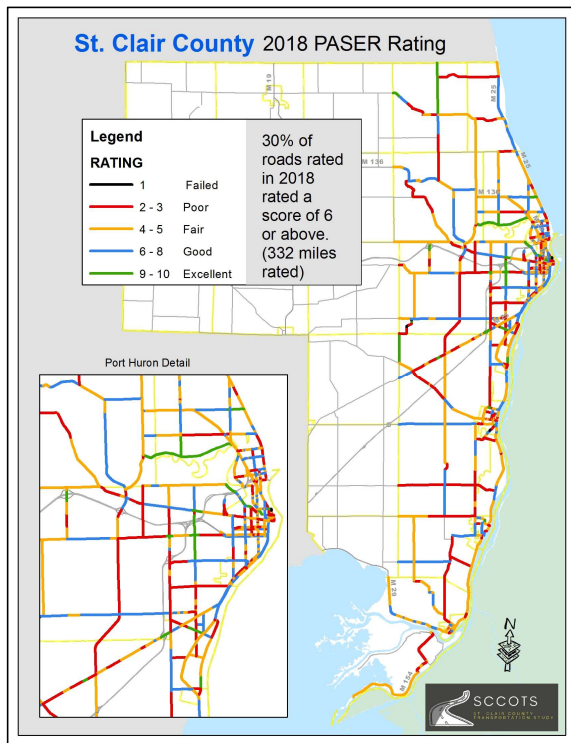 St. Clair County 2018 PASER Rating
M 19
M 25
Legend
RATING
1 Failed
2 - 3 Poor
4 - 5 Fair
6 - 8 Good
9 - 10 Excellent
30% of
roads rated
in 2018
rated a
score of 6
or above.
(332 miles
rated)
M 136
M 25
M 136
Port Huron Detail
M 29
M 154
N
SCCOTS
ST. CLAIR COUNTY
TRANSPORTATION STUDY